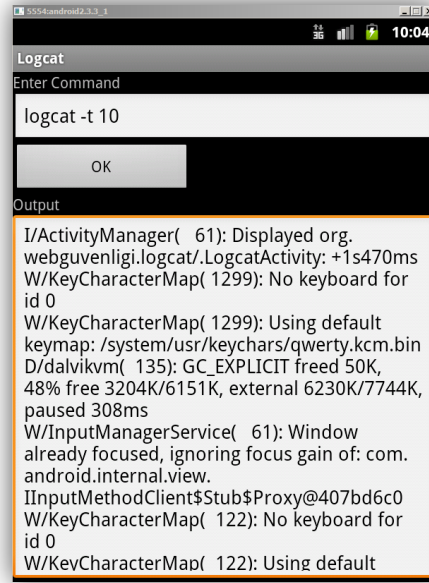 5554:android2.3.3_1
3G 10:04
Logcat
Enter Command
logcat -t 10
OK
Output
I/ActivityManager(   61): Displayed org.
webguvenligi.logcat/.LogcatActivity: +1s470ms
W/KeyCharacterMap( 1299): No keyboard for
id 0
W/KeyCharacterMap( 1299): Using default
keymap: /system/usr/keychars/qwerty.kcm.bin
D/dalvikvm(  135): GC_EXPLICIT freed 50K,
48% free 3204K/6151K, external 6230K/7744K,
paused 308ms
W/InputManagerService(   61): Window
already focused, ignoring focus gain of: com.
android.internal.view.
IInputMethodClient$Stub$Proxy@407bd6c0
W/KeyCharacterMap(  122): No keyboard for
id 0
W/KeyCharacterMap(  122): Using default